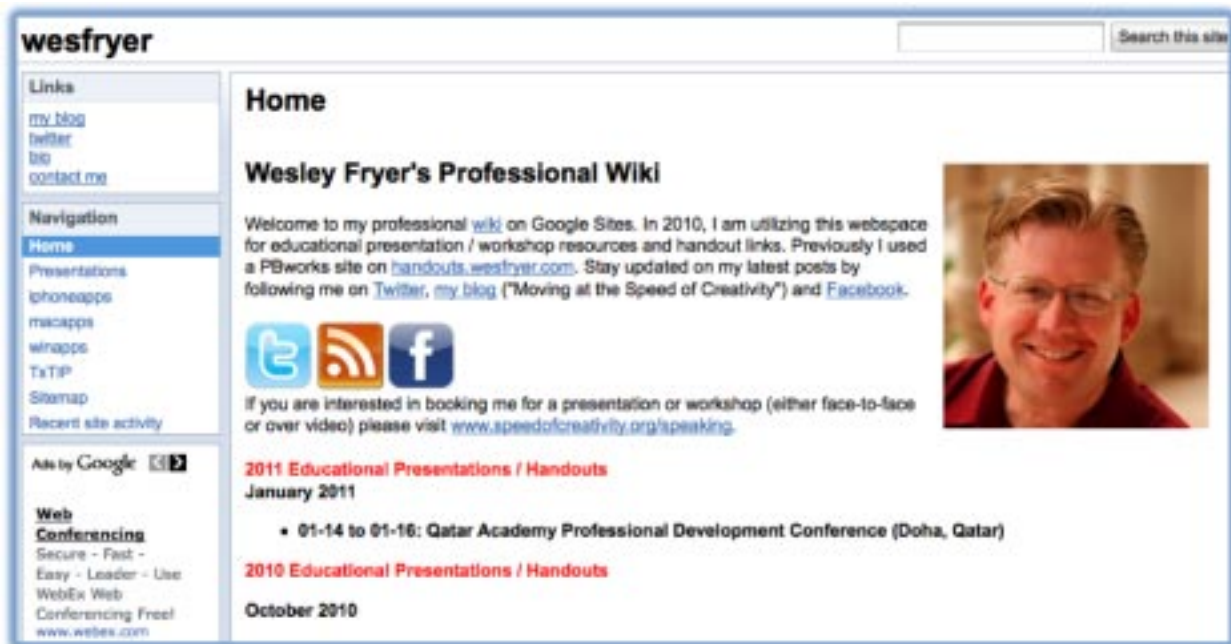 wesfryer
Search this site
Links
my blog
twitter
bio
contact me
Navigation
Home
Presentations
iphoneapps
macapps
winapps
TxTIP
Sitemap
Recent site activity
Ads by Google
Web
Conferencing
Secure - Fast -
Easy - Leader - Use
WebEx Web
Conferencing Free!
www.webex.com
Home
Wesley Fryer's Professional Wiki
Welcome to my professional wiki on Google Sites. In 2010, I am utilizing this webspace
for educational presentation / workshop resources and handout links. Previously I used
a PBworks site on handouts.wesfryer.com. Stay updated on my latest posts by
following me on Twitter, my blog ("Moving at the Speed of Creativity") and Facebook.
If you are interested in booking me for a presentation or workshop (either face-to-face
or over video) please visit www.speedofcreativity.org/speaking.
2011 Educational Presentations / Handouts
January 2011
• 01-14 to 01-16: Qatar Academy Professional Development Conference (Doha, Qatar)
2010 Educational Presentations / Handouts
October 2010